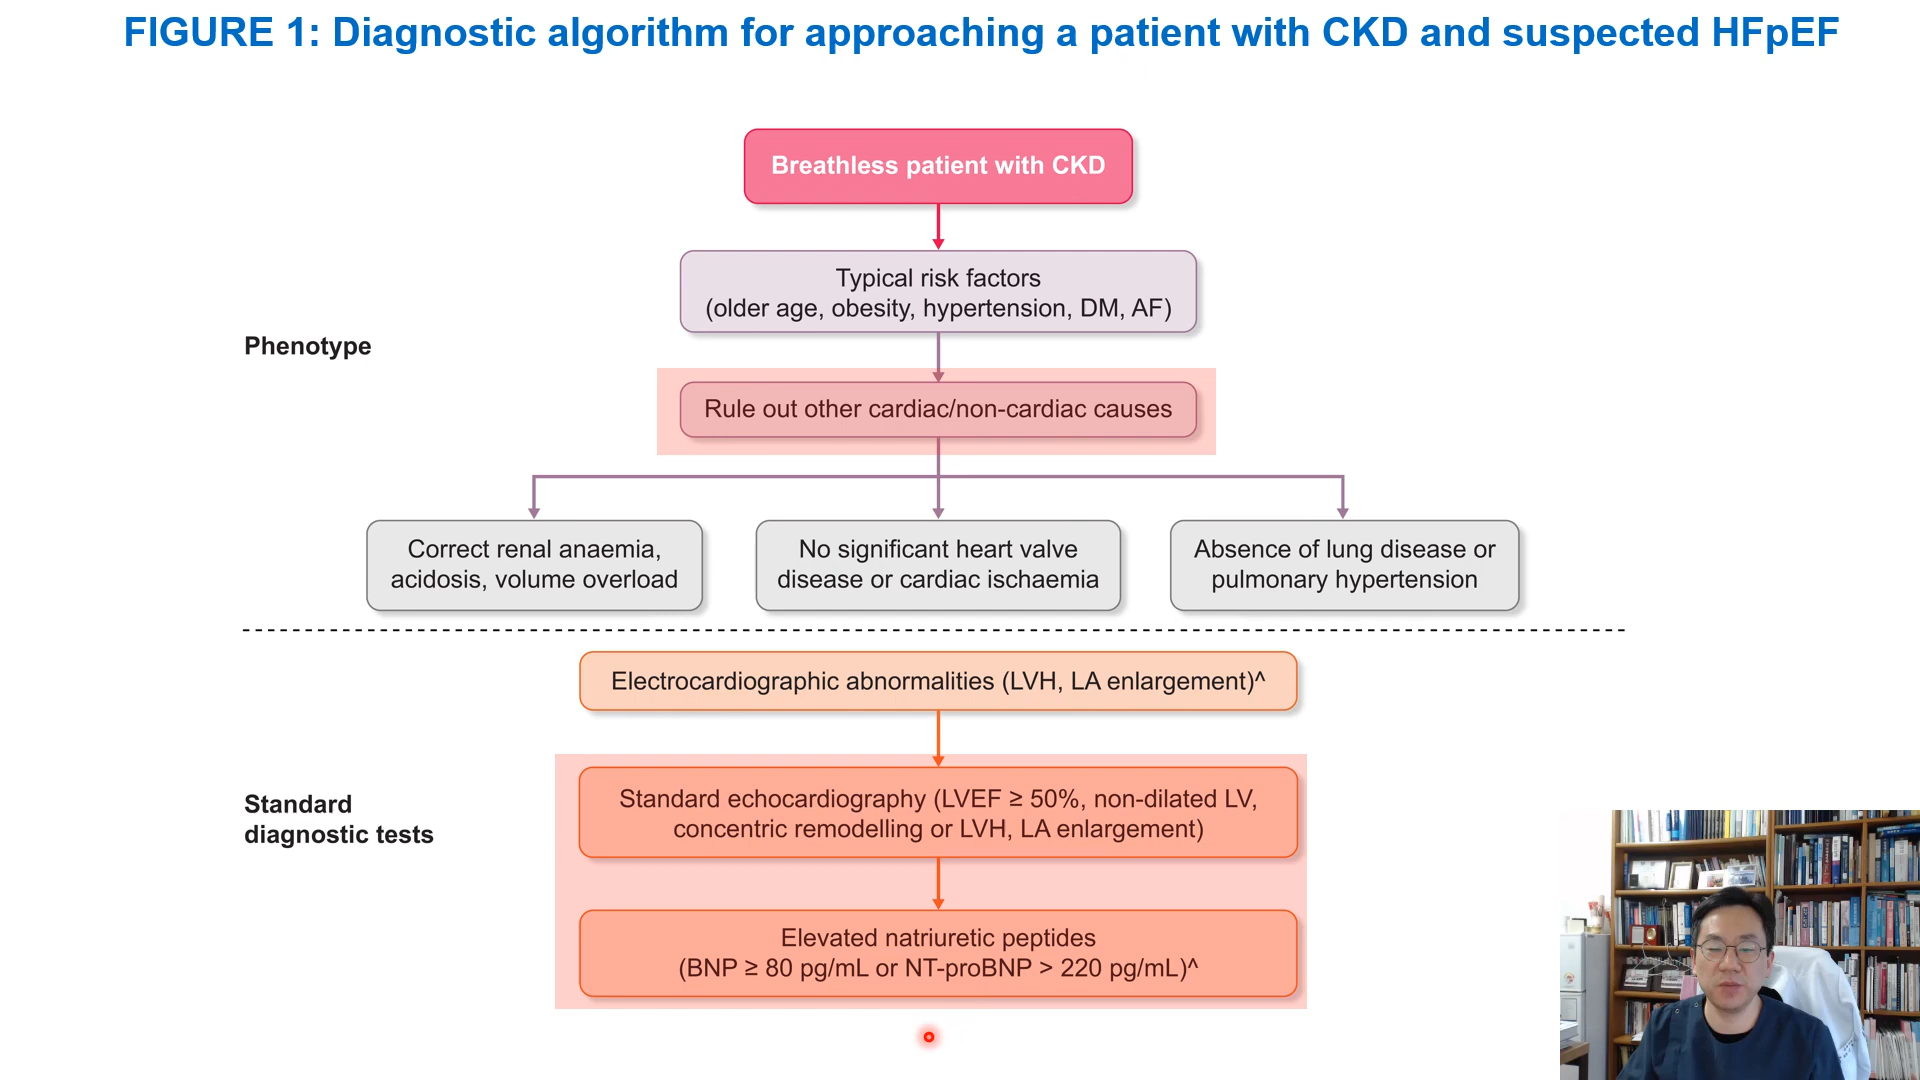 FIGURE 1: Diagnostic algorithm for approaching a patient with CKD and suspected HFpEF
Breathless patient with CKD
Typical risk factors
(older age, obesity, hypertension, DM, AF)
Phenotype
Rule out other cardiac/non-cardiac causes
Correct renal anaemia,
acidosis, volume overload
No significant heart valve
disease or cardiac ischaemia
Absence of lung disease or
pulmonary hypertension
Electrocardiographic abnormalities (LVH, LA enlargement)^
Standard
diagnostic tests
Standard echocardiography (LVEF ≥ 50%, non-dilated LV,
concentric remodelling or LVH, LA enlargement)
Elevated natriuretic peptides
(BNP ≥ 80 pg/mL or NT-proBNP > 220 pg/mL)^